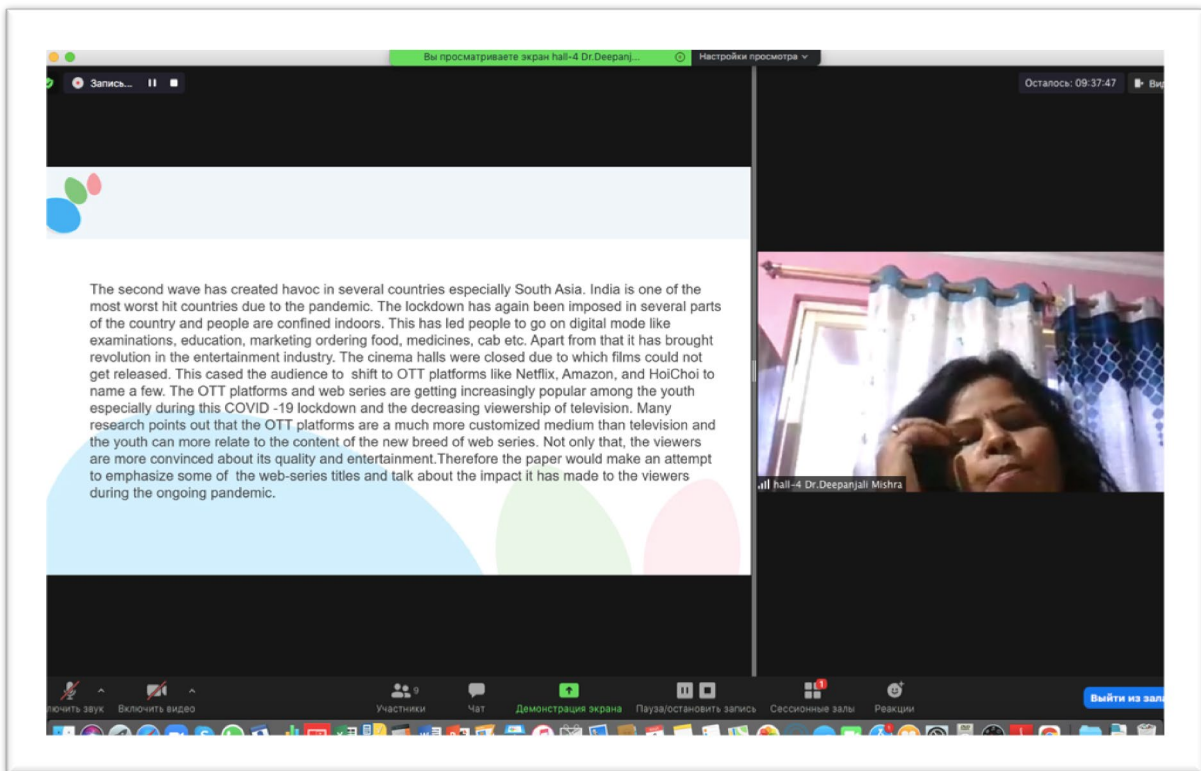 Вы просматриваете экран hall-4 Dr.Deepanj...
Настройки просмотра
Запись...
Осталось: 09:37:47
The second wave has created havoc in several countries especially South Asia. India is one of the
most worst hit countries due to the pandemic. The lockdown has again been imposed in several parts
of the country and people are confined indoors. This has led people to go on digital mode like
examinations, education, marketing ordering food, medicines, cab etc. Apart from that it has brought
revolution in the entertainment industry. The cinema halls were closed due to which films could not
get released. This cased the audience to  shift to OTT platforms like Netflix, Amazon, and HoiChoi to
name a few. The OTT platforms and web series are getting increasingly popular among the youth
especially during this COVID -19 lockdown and the decreasing viewership of television. Many
research points out that the OTT platforms are a much more customized medium than television and
the youth can more relate to the content of the new breed of web series. Not only that, the viewers
are more convinced about its quality and entertainment.Therefore the paper would make an attempt
to emphasize some of  the web-series titles and talk about the impact it has made to the viewers
during the ongoing pandemic.
hall-4 Dr.Deepanjali Mishra
лючить звук
Включить видео
9
Участники
Чат
Демонстрация экрана
Пауза/остановить запись
1
Сессионные залы
Реакции
Выйти из зал